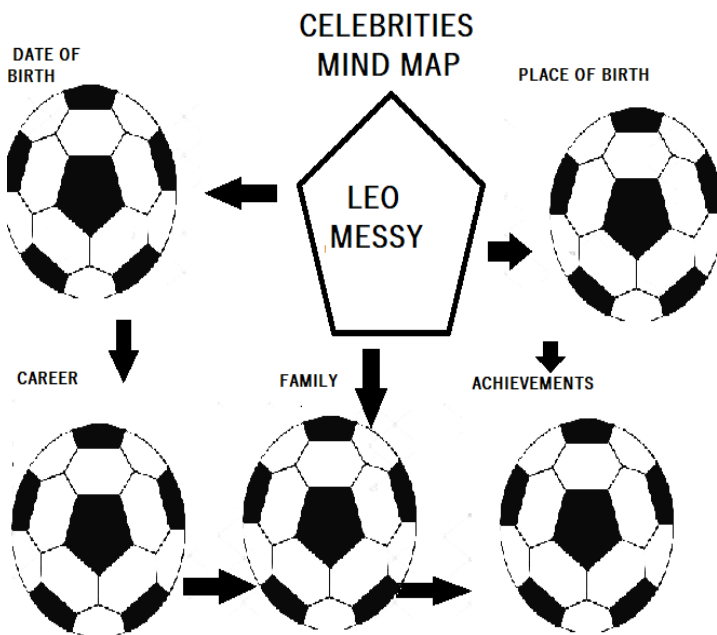 CELEBRITIES
MIND MAP
DATE OF
BIRTH
PLACE OF BIRTH
LEO
MESSY
CAREER
FAMILY
ACHIEVEMENTS